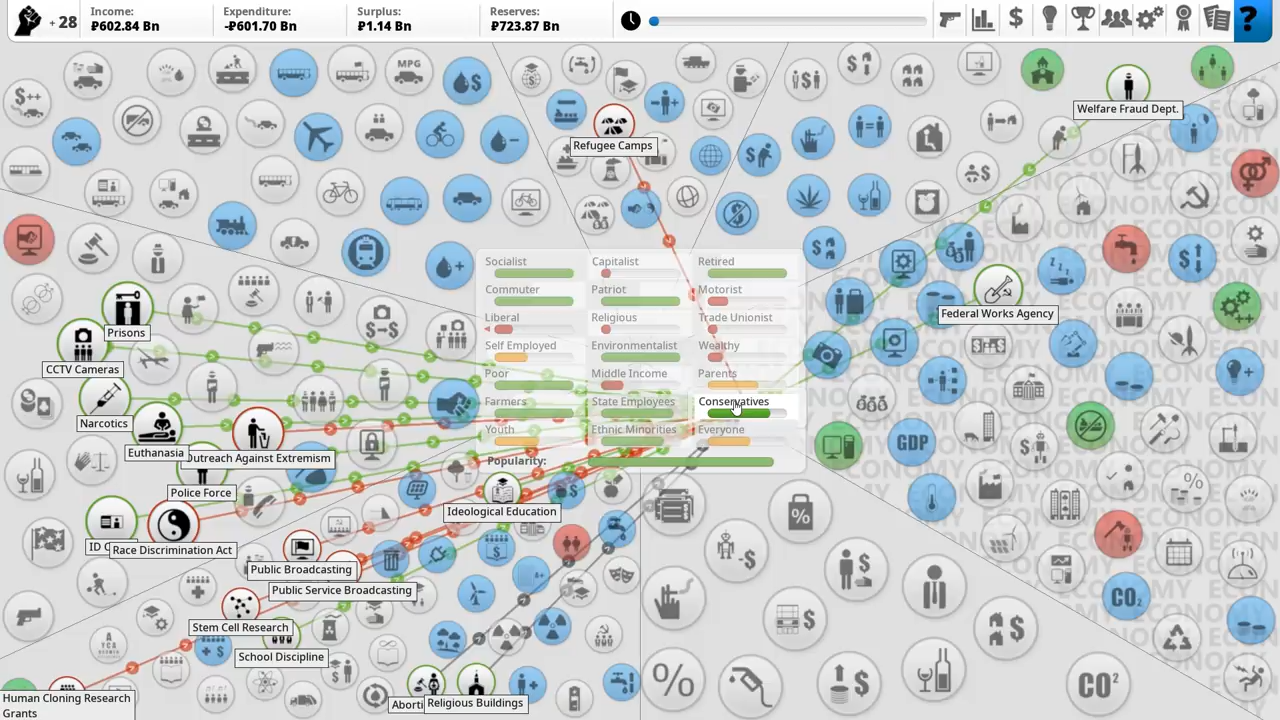 + 28
Income:
₽602.84 Bn
Expenditure:
-₽601.70 Bn
Surplus:
₽1.14 Bn
Reserves:
₽723.87 Bn
?
MPG
Refugee Camps
Welfare Fraud Dept.
ECONOMY
Socialist
Capitalist
Retired
Commuter
Patriot
Motorist
Liberal
Religious
Trade Unionist
Self Employed
Environmentalist
Wealthy
Poor
Middle Income
Parents
Farmers
State Employees
Conservatives
Youth
Ethnic Minorities
Everyone
Popularity:
Federal Works Agency
Prisons
CCTV Cameras
Narcotics
Euthanasia
Outreach Against Extremism
Police Force
Ideological Education
Race Discrimination Act
Public Broadcasting
Public Service Broadcasting
Stem Cell Research
School Discipline
Human Cloning Research
Grants
Religious Buildings
GDP
CO²
CO²
YCA